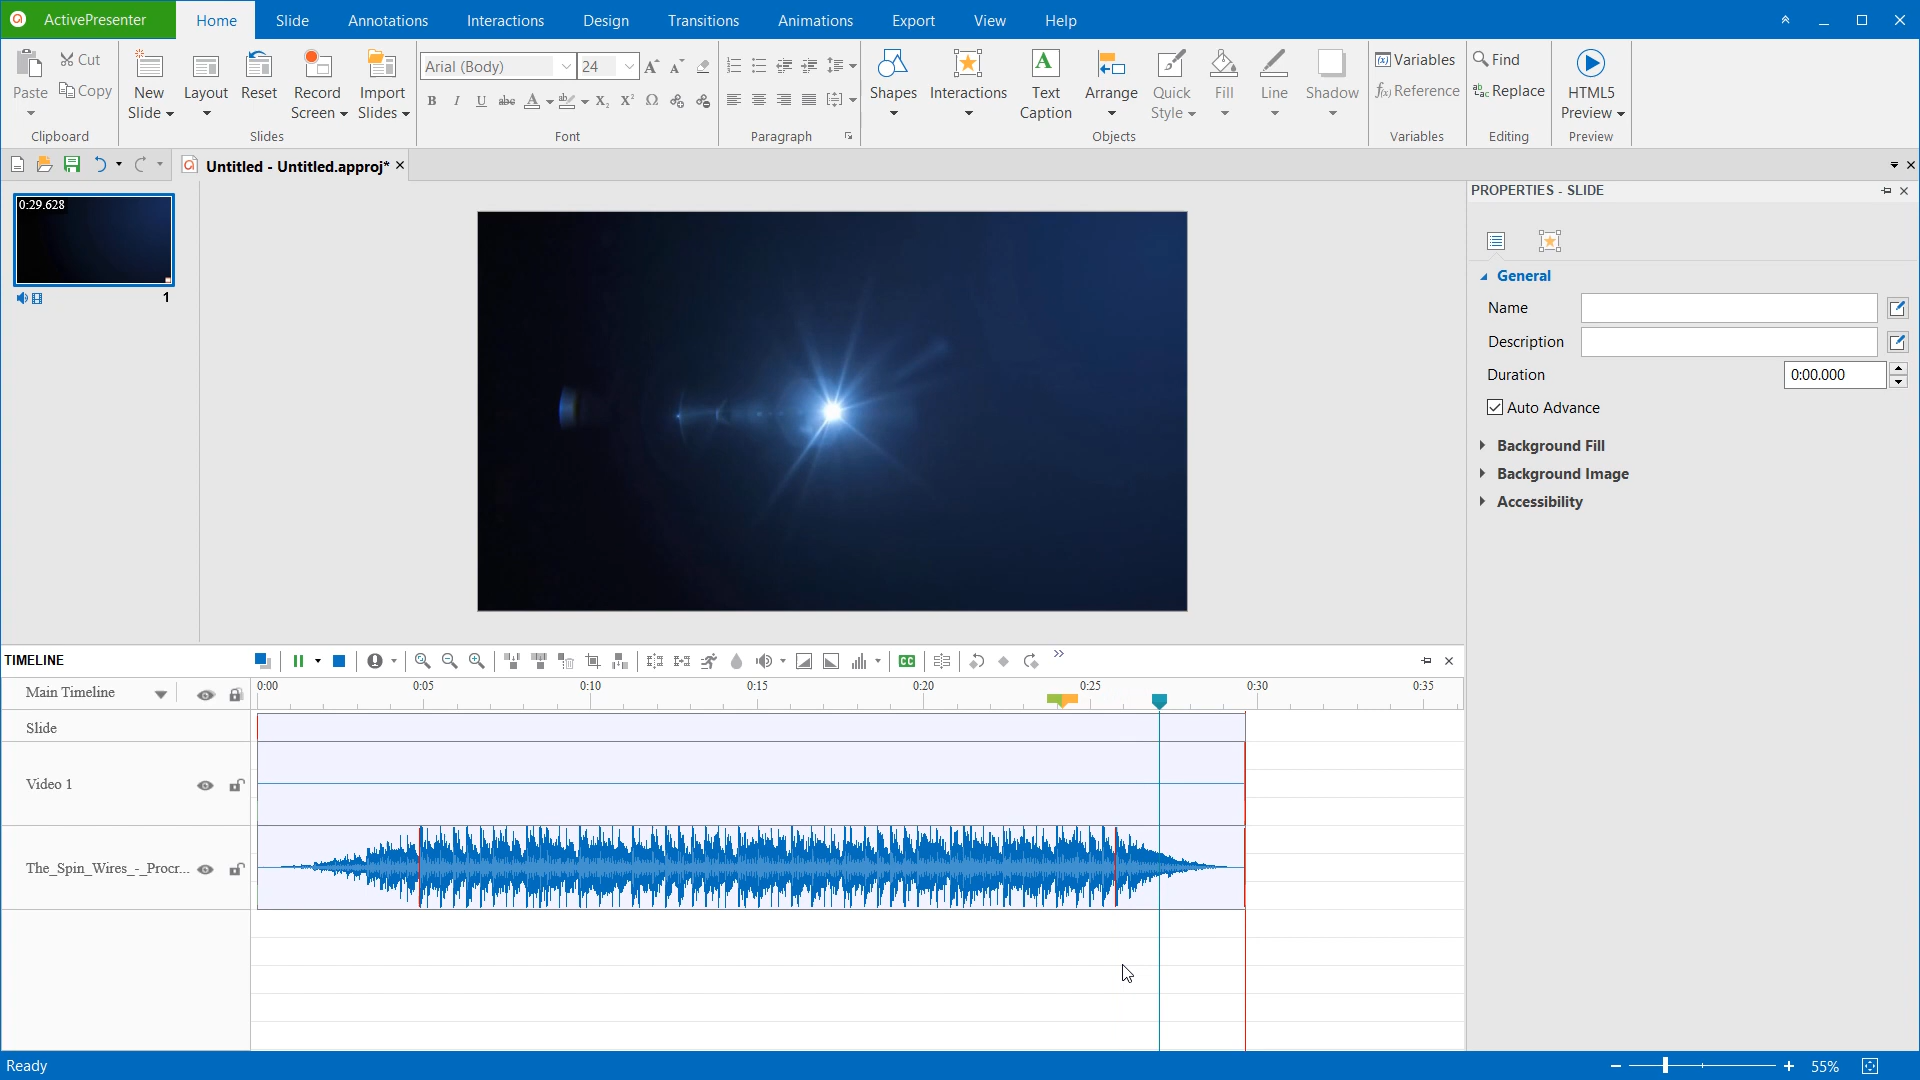 ActivePresenter
Home Slide Annotations Interactions Design Transitions Animations Export View Help
Cut
Copy
Paste
Clipboard
New Slide
Layout
Reset
Record Screen
Import Slides
Slides
Arial (Body) 24
Font
Paragraph
Shapes
Interactions
Text Caption
Arrange
Quick Style
Fill
Line
Shadow
Objects
Variables
Reference
Variables
Find
Replace
Editing
HTML5 Preview
Preview
Untitled - Untitled.approj*
0:29.628
1
PROPERTIES - SLIDE
General
Name
Description
Duration 0:00.000
Auto Advance
Background Fill
Background Image
Accessibility
TIMELINE
CC
Main Timeline
0:00 0:05 0:10 0:15 0:20 0:25 0:30 0:35
Slide
Video 1
The_Spin_Wires_-_Procr...
Ready
55%